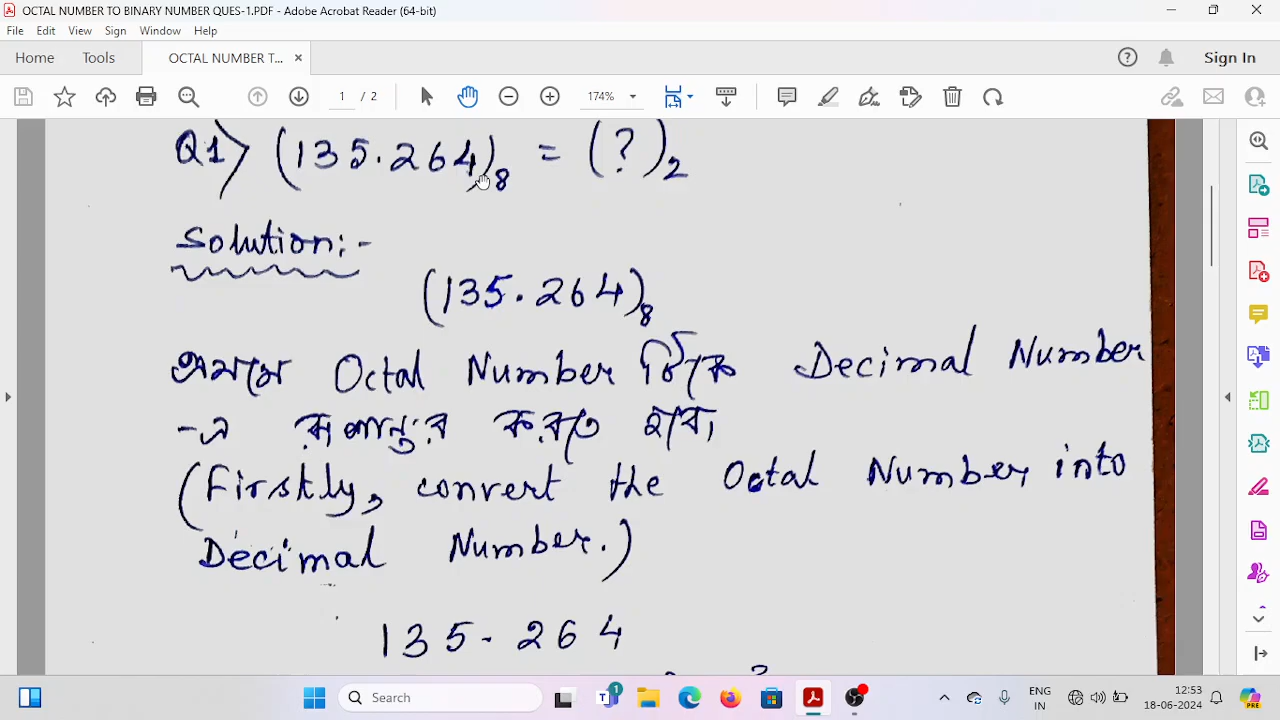 OCTAL NUMBER TO BINARY NUMBER QUES-1.PDF - Adobe Acrobat Reader (64-bit)
File Edit View Sign Window Help
Home Tools OCTAL NUMBER T... × Sign In
1 / 2 174%
Q1> (135.264)8 = (?)2
Solution:-
(135.264)8
প্রথমে Octal Number টিকে Decimal Number
-এ রূপান্তর করতে হবে।
(Firstly, convert the Octal Number into
Decimal Number.)
135. 264
Search
1
ENG
IN
12:53
18-06-2024
PRE